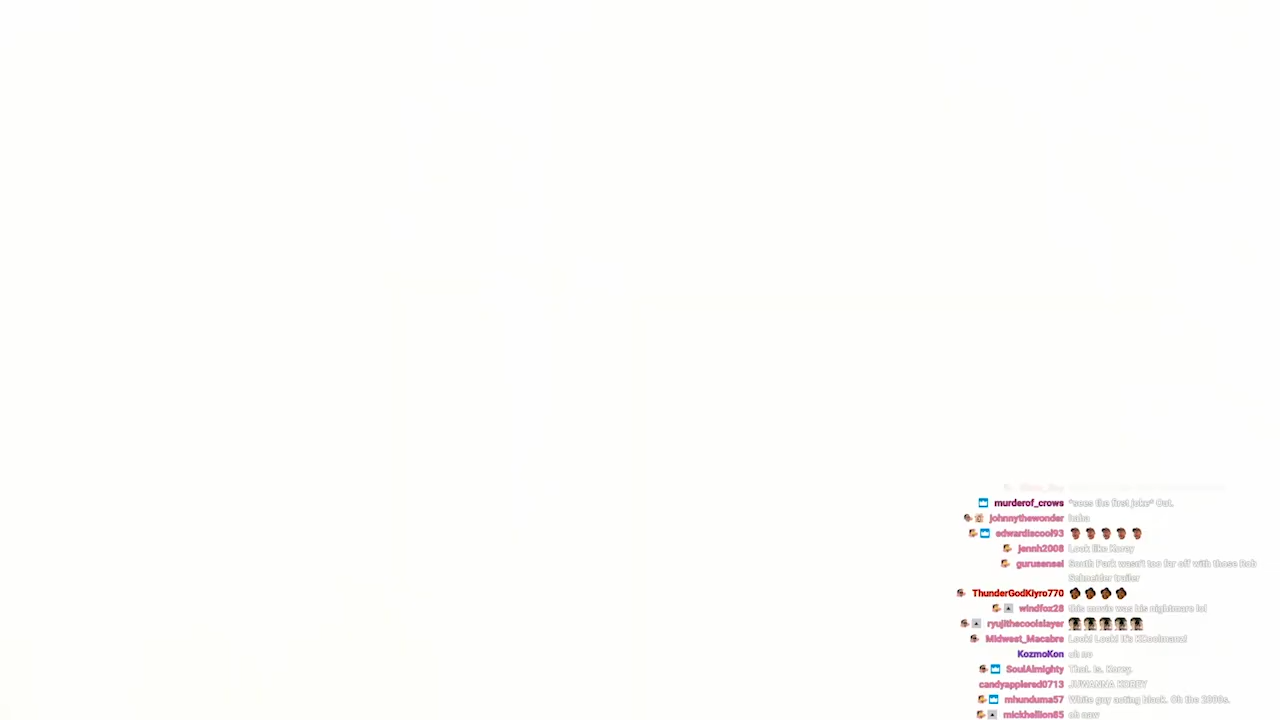 murderof_crows *sees the first joke* Out.
johnnythewonder haha
edwardiscool93
jennh2008 Look like Korey
gurusensei South Park wasn't too far off with those Rob
Schneider trailer
ThunderGodKiyro770
windfox28 this movie was his nightmare lol
ryujithecoolslayer
Midwest_Macabre Look! Look! It's KCoolmanz!
KozmoKon oh no
SoulAlmighty That. Is. Korey.
candyapplered0713 JUWANNA KOREY
mhunduma57 White guy acting black. Oh the 2000s.
mickhellion85 oh naw